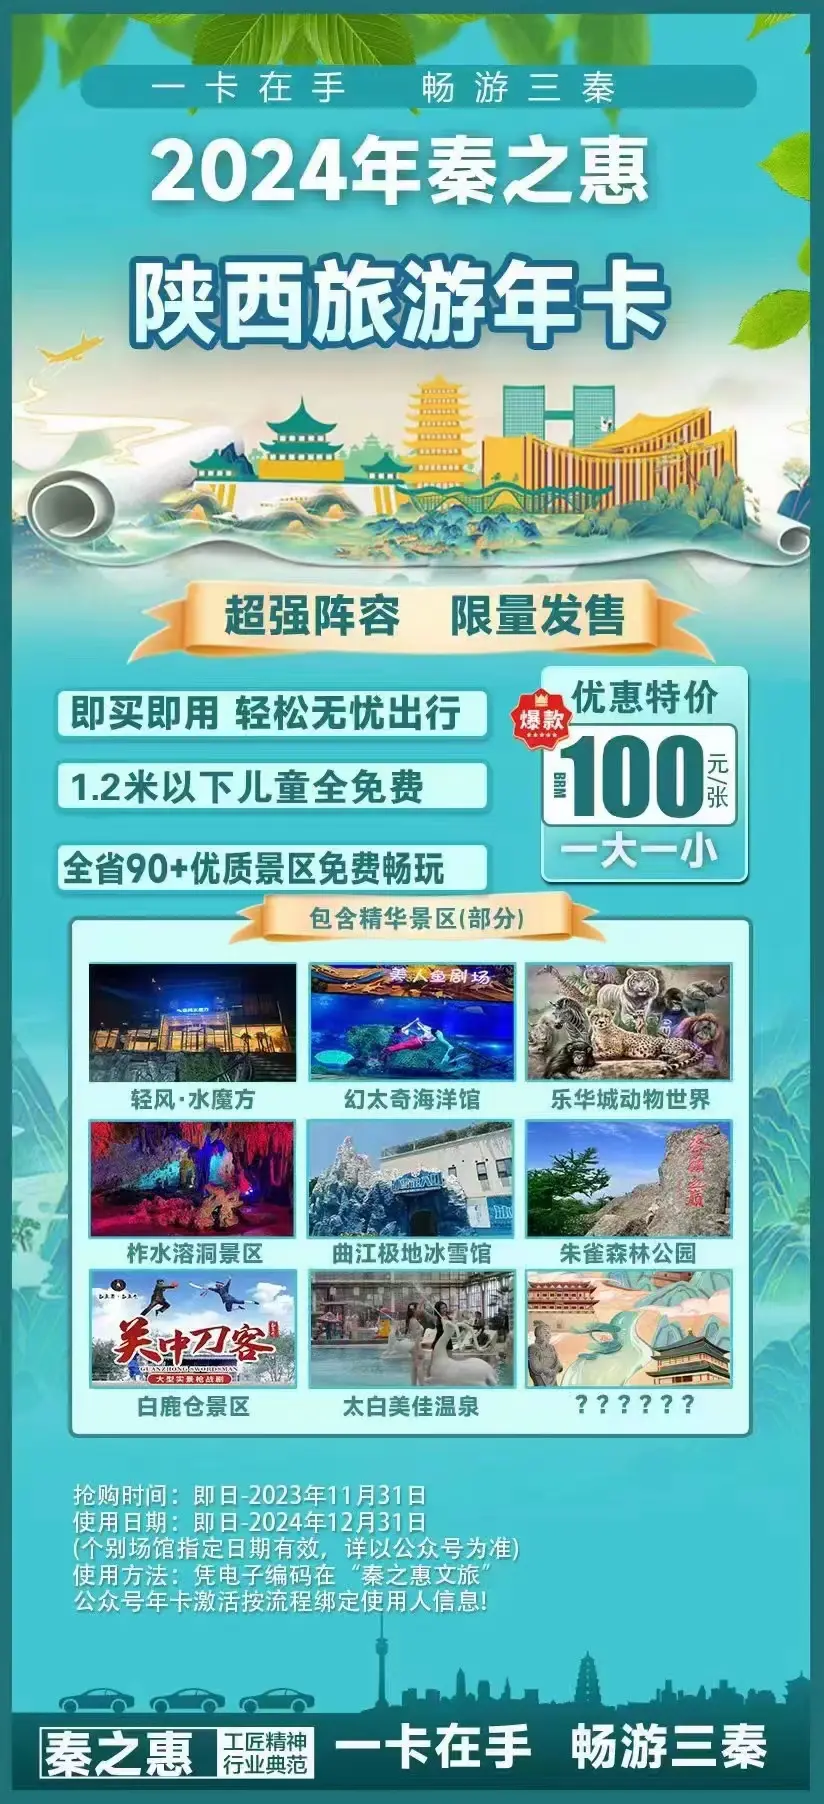 一卡在手 畅游三秦
2024年秦之惠
陕西旅游年卡
超强阵容 限量发售
即买即用 轻松无忧出行
1.2米以下儿童全免费
全省90+优质景区免费畅玩
优惠特价
爆款
BRM
100
元/张
一大一小
包含精华景区(部分)
美人鱼剧场
轻风·水魔方
幻太奇海洋馆
乐华城动物世界
柞水溶洞景区
曲江极地冰雪馆
朱雀森林公园
关中刀客
GUANZHONG SWORDSMAN
大型实景枪战剧
白鹿仓景区
太白美佳温泉
??????
抢购时间：即日-2023年11月31日
使用日期：即日-2024年12月31日
(个别场馆指定日期有效，详以公众号为准)
使用方法：凭电子编码在“秦之惠文旅”
公众号年卡激活按流程绑定使用人信息!
秦之惠
工匠精神
行业典范
一卡在手 畅游三秦